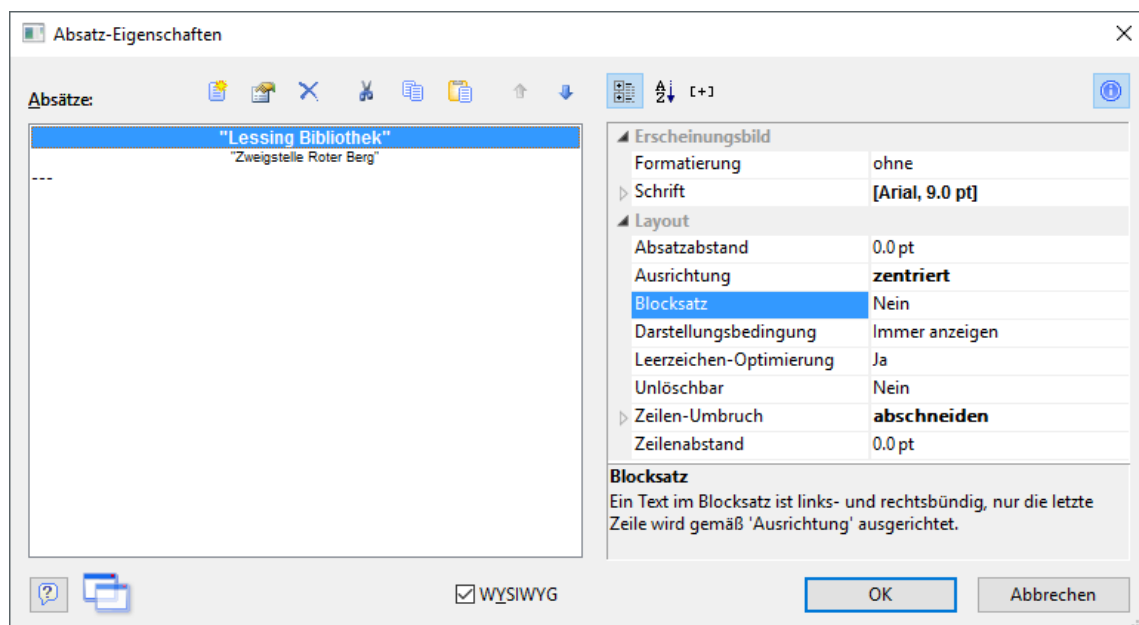 Absatz-Eigenschaften
Absätze:
"Lessing Bibliothek"
"Zweigstelle Roter Berg"
---
A
Z
[+]
Erscheinungsbild
Formatierung ohne
Schrift [Arial, 9.0 pt]
Layout
Absatzabstand 0.0 pt
Ausrichtung zentriert
Blocksatz Nein
Darstellungsbedingung Immer anzeigen
Leerzeichen-Optimierung Ja
Unlöschbar Nein
Zeilen-Umbruch abschneiden
Zeilenabstand 0.0 pt
Blocksatz
Ein Text im Blocksatz ist links- und rechtsbündig, nur die letzte
Zeile wird gemäß 'Ausrichtung' ausgerichtet.
WYSIWYG
OK
Abbrechen